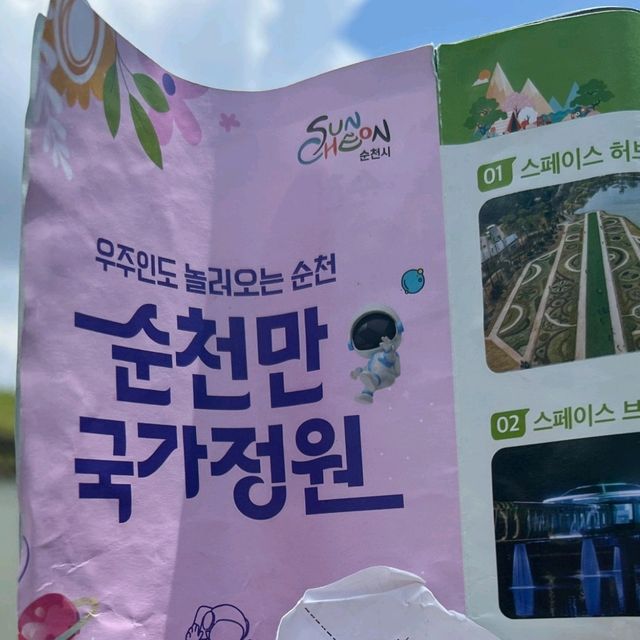 SUNCHEON
순천시
우주인도 놀러오는 순천
순천만
국가정원
01 스페이스 허브
02 스페이스